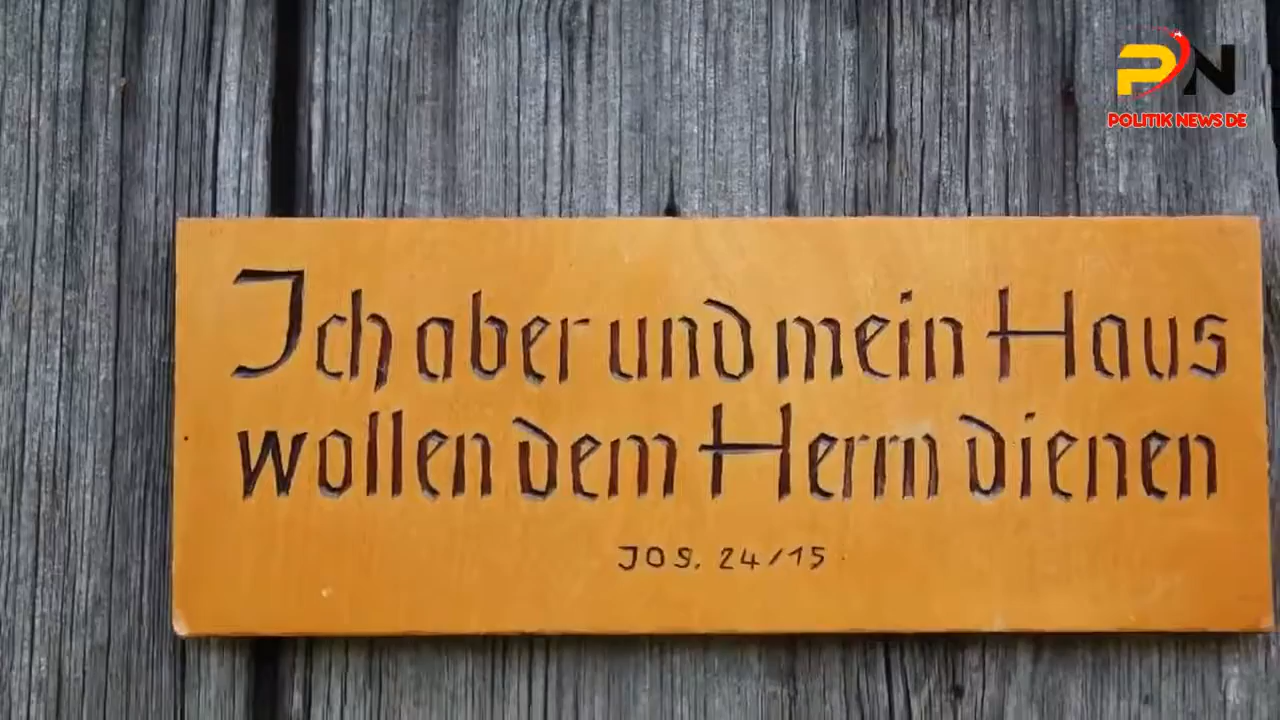 PN
POLITIK NEWS DE
Ich aber und mein Haus
wollen dem Herrn dienen
JOS. 24/15